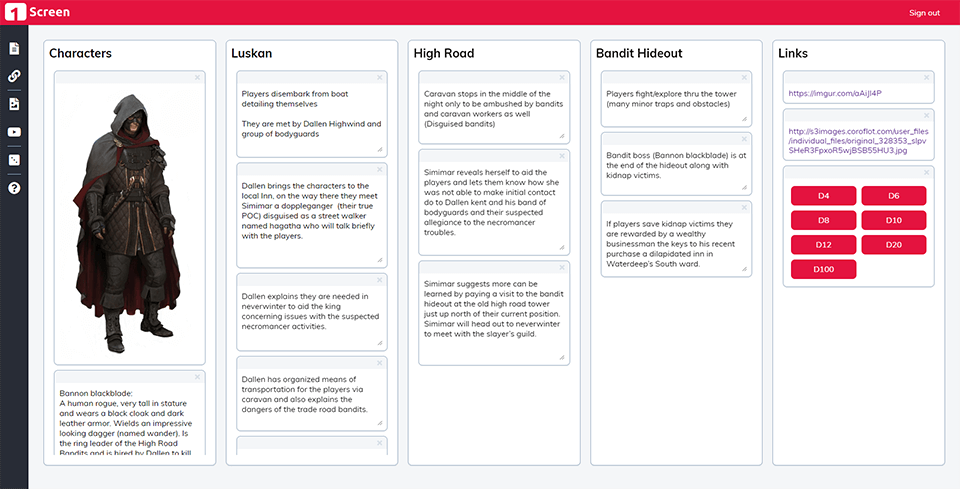 1 Screen
Sign out
Characters
Bannon blackblade:
A human rogue, very tall in stature
and wears a black cloak and dark
leather armor. Wields an impressive
looking dagger (named wander). Is
the ring leader of the High Road
Bandits and is hired by Dallen to kill
Luskan
Players disembark from boat
detailing themselves
They are met by Dallen Highwind and
group of bodyguards
Dallen brings the characters to the
local Inn, on the way there they meet
Simimar a doppleganger (their true
POC) disguised as a street walker
named hagatha who will talk briefly
with the players.
Dallen explains they are needed in
neverwinter to aid the king
concerning issues with the suspected
necromancer activities.
Dallen has organized means of
transportation for the players via
caravan and also explains the
dangers of the trade road bandits.
High Road
Caravan stops in the middle of the
night only to be ambushed by bandits
and caravan workers as well
(Disguised bandits)
Simimar reveals herself to aid the
players and lets them know how she
was not able to make initial contact
do to Dallen kent and his band of
bodyguards and their suspected
allegiance to the necromancer
troubles.
Simimar suggests more can be
learned by paying a visit to the bandit
hideout at the old high road tower
just up north of their current position.
Simimar will head out to neverwinter
to meet with the slayer's guild.
Bandit Hideout
Players fight/explore thru the tower
(many minor traps and obstacles)
Bandit boss (Bannon blackblade) is at
the end of the hideout along with
kidnap victims.
If players save kidnap victims they
are rewarded by a wealthy
businessman the keys to his recent
purchase a dilapidated inn in
Waterdeep's South ward.
Links
https://imgur.com/aAiJl4P
http://s3images.coroflot.com/user_files
/individual_files/original_328353_slpv
SHeR3FpxoR5wjBSB55HU3.jpg
D4
D6
D8
D10
D12
D20
D100